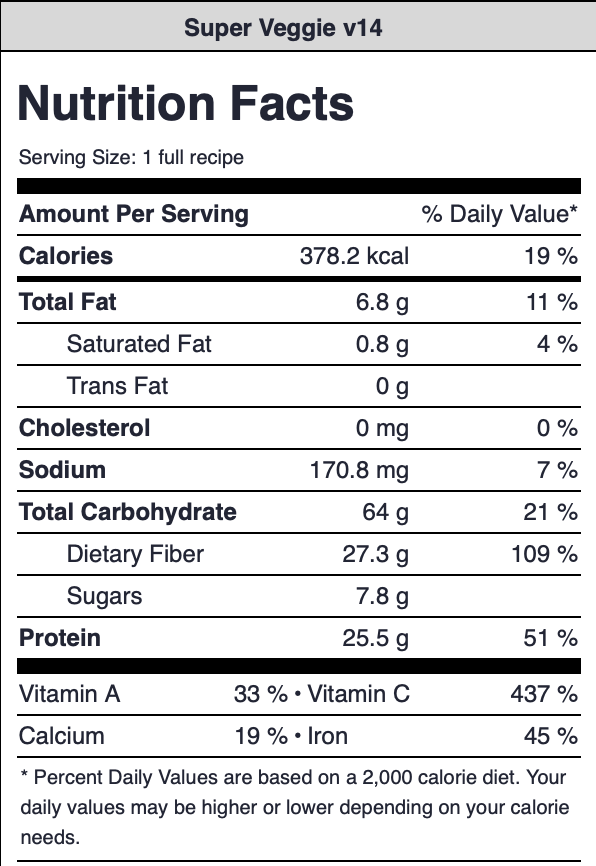 Super Veggie v14
Nutrition Facts
Serving Size: 1 full recipe
Amount Per Serving % Daily Value*
Calories 378.2 kcal 19 %
Total Fat 6.8 g 11 %
Saturated Fat 0.8 g 4 %
Trans Fat 0 g
Cholesterol 0 mg 0 %
Sodium 170.8 mg 7 %
Total Carbohydrate 64 g 21 %
Dietary Fiber 27.3 g 109 %
Sugars 7.8 g
Protein 25.5 g 51 %
Vitamin A 33 % • Vitamin C 437 %
Calcium 19 % • Iron 45 %
* Percent Daily Values are based on a 2,000 calorie diet. Your
daily values may be higher or lower depending on your calorie
needs.